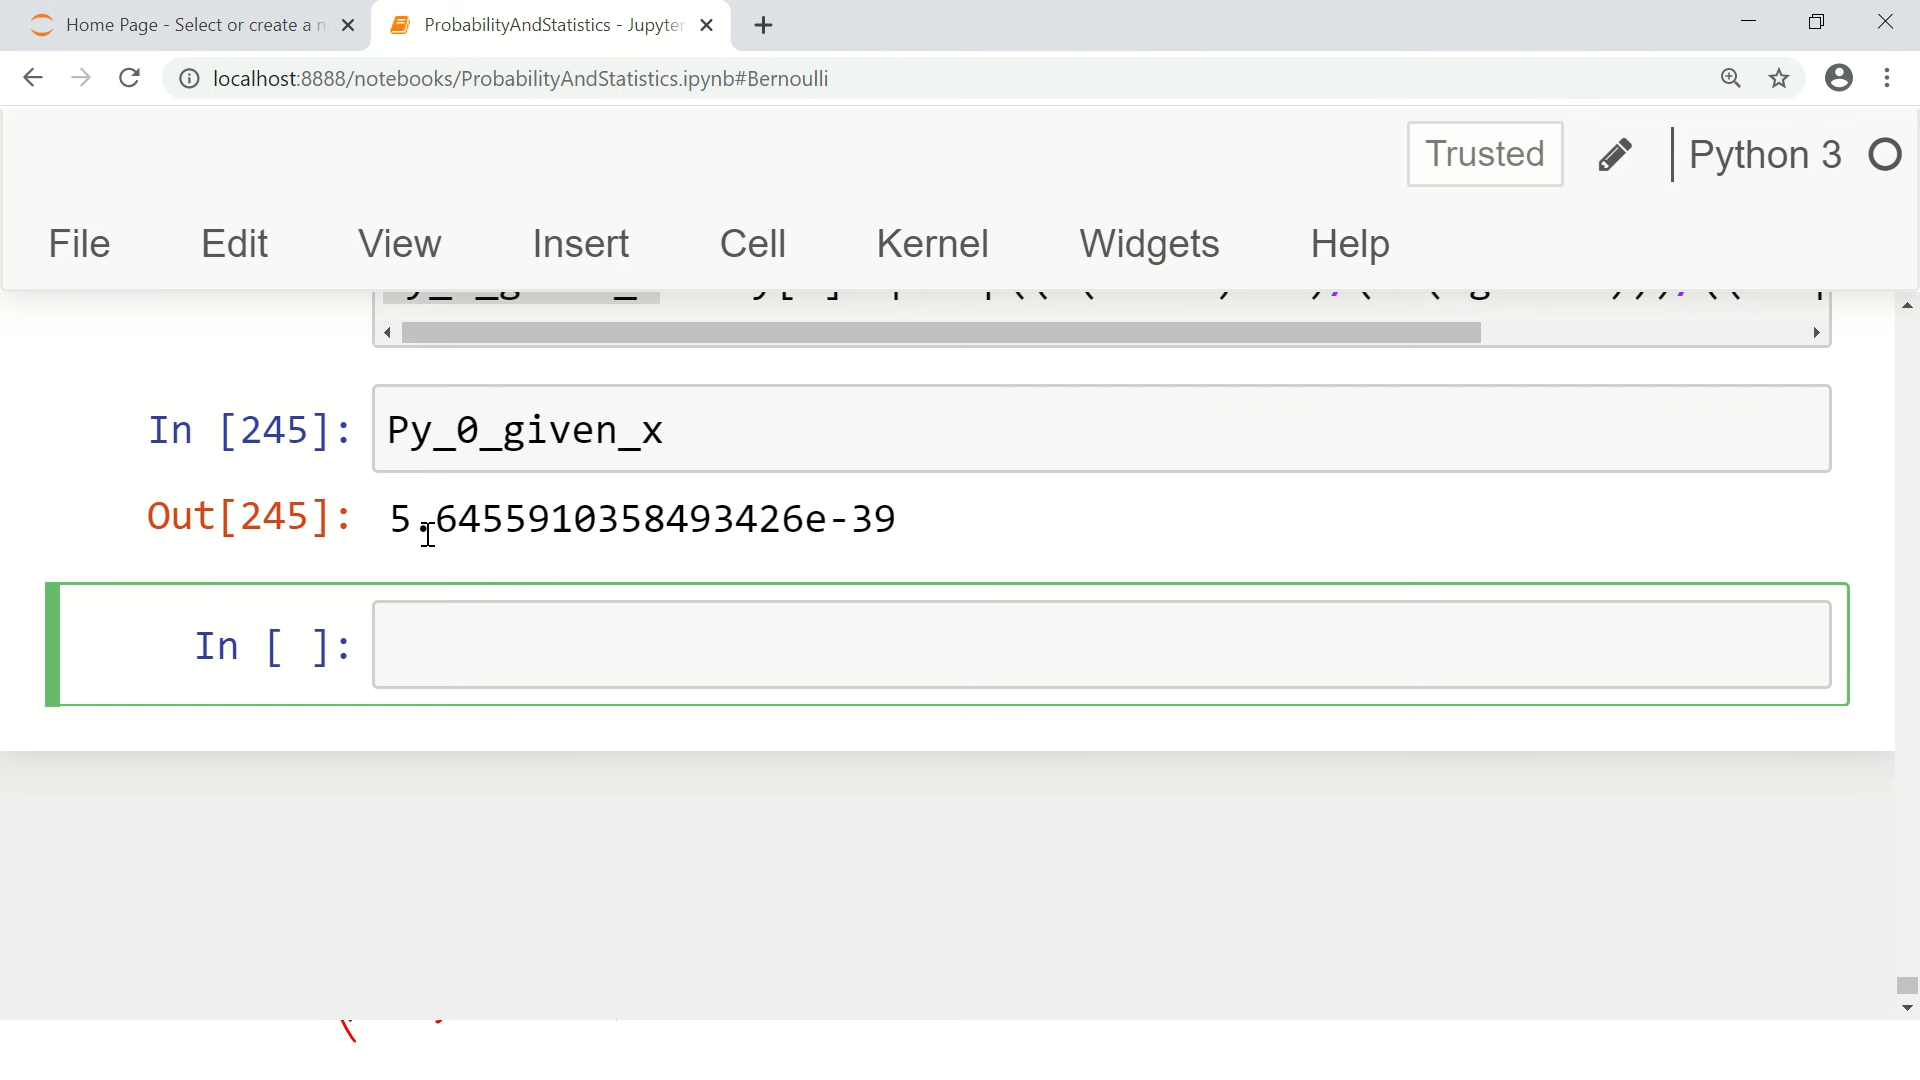 Home Page - Select or create a n
ProbabilityAndStatistics - Jupyter
localhost:8888/notebooks/ProbabilityAndStatistics.ipynb#Bernoulli
Trusted
Python 3
File Edit View Insert Cell Kernel Widgets Help
In [245]: Py_0_given_x
Out[245]: 5.6455910358493426e-39
In [ ]: